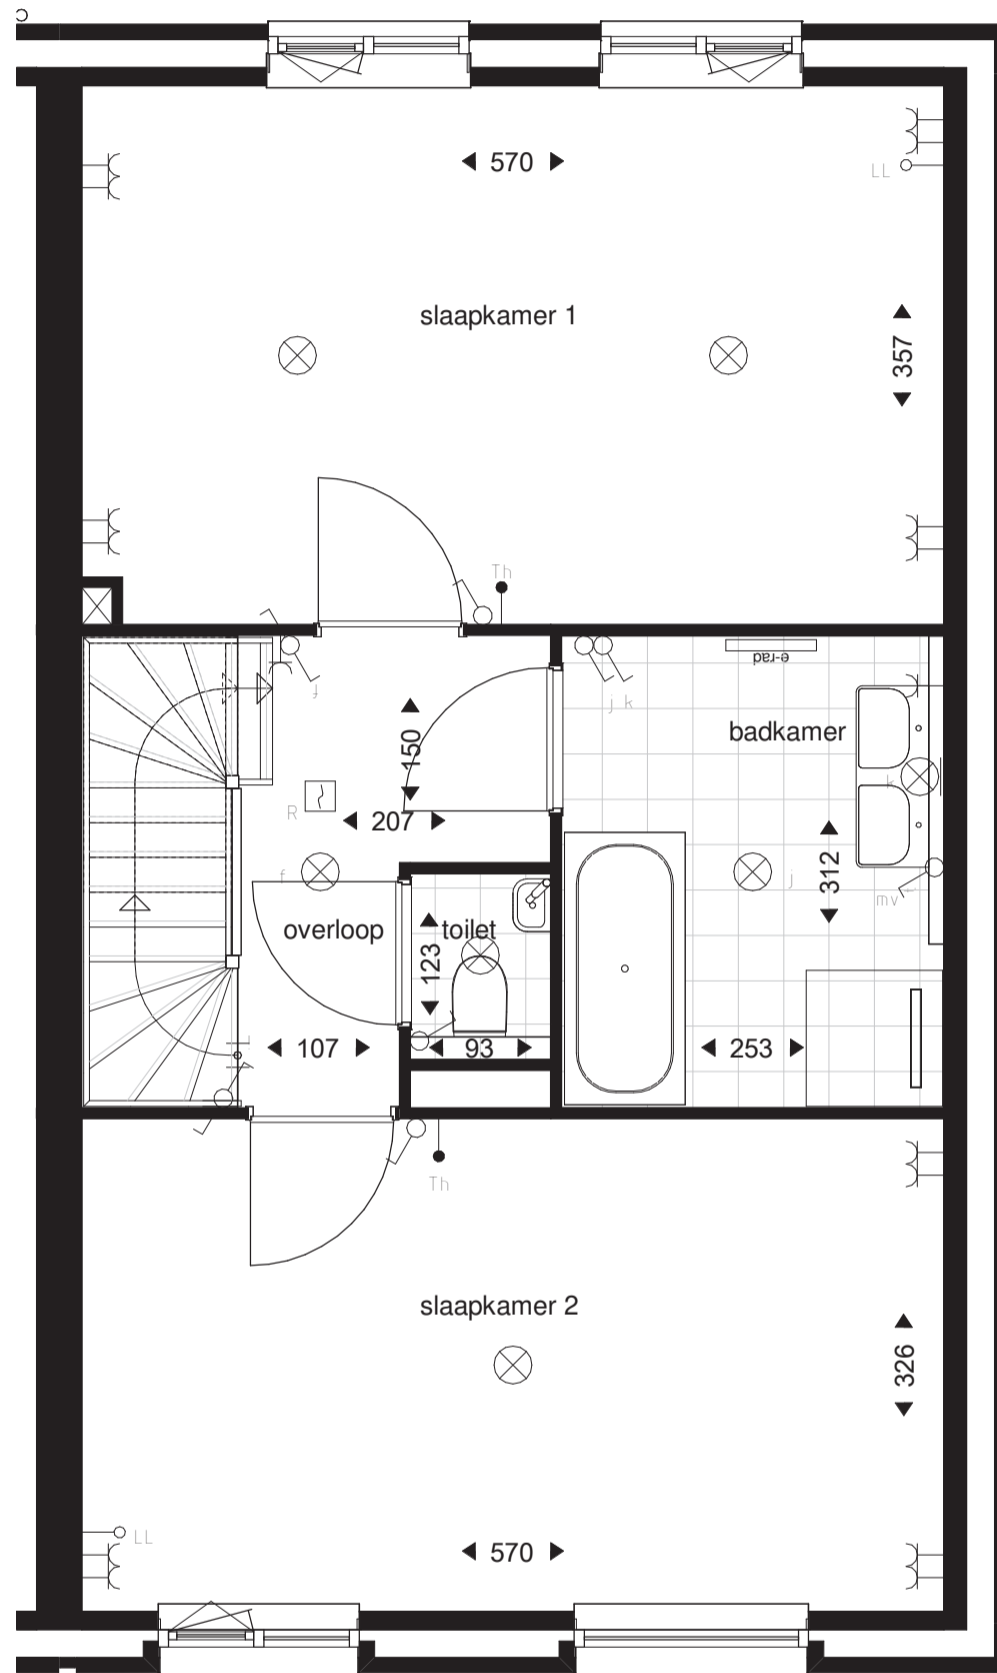 570
LL
slaapkamer 1
357
Th
f
e-rad
j k
badkamer
150
k
R
207
f
j
312
mv
overloop
toilet
123
107
93
253
Th
slaapkamer 2
326
LL
570